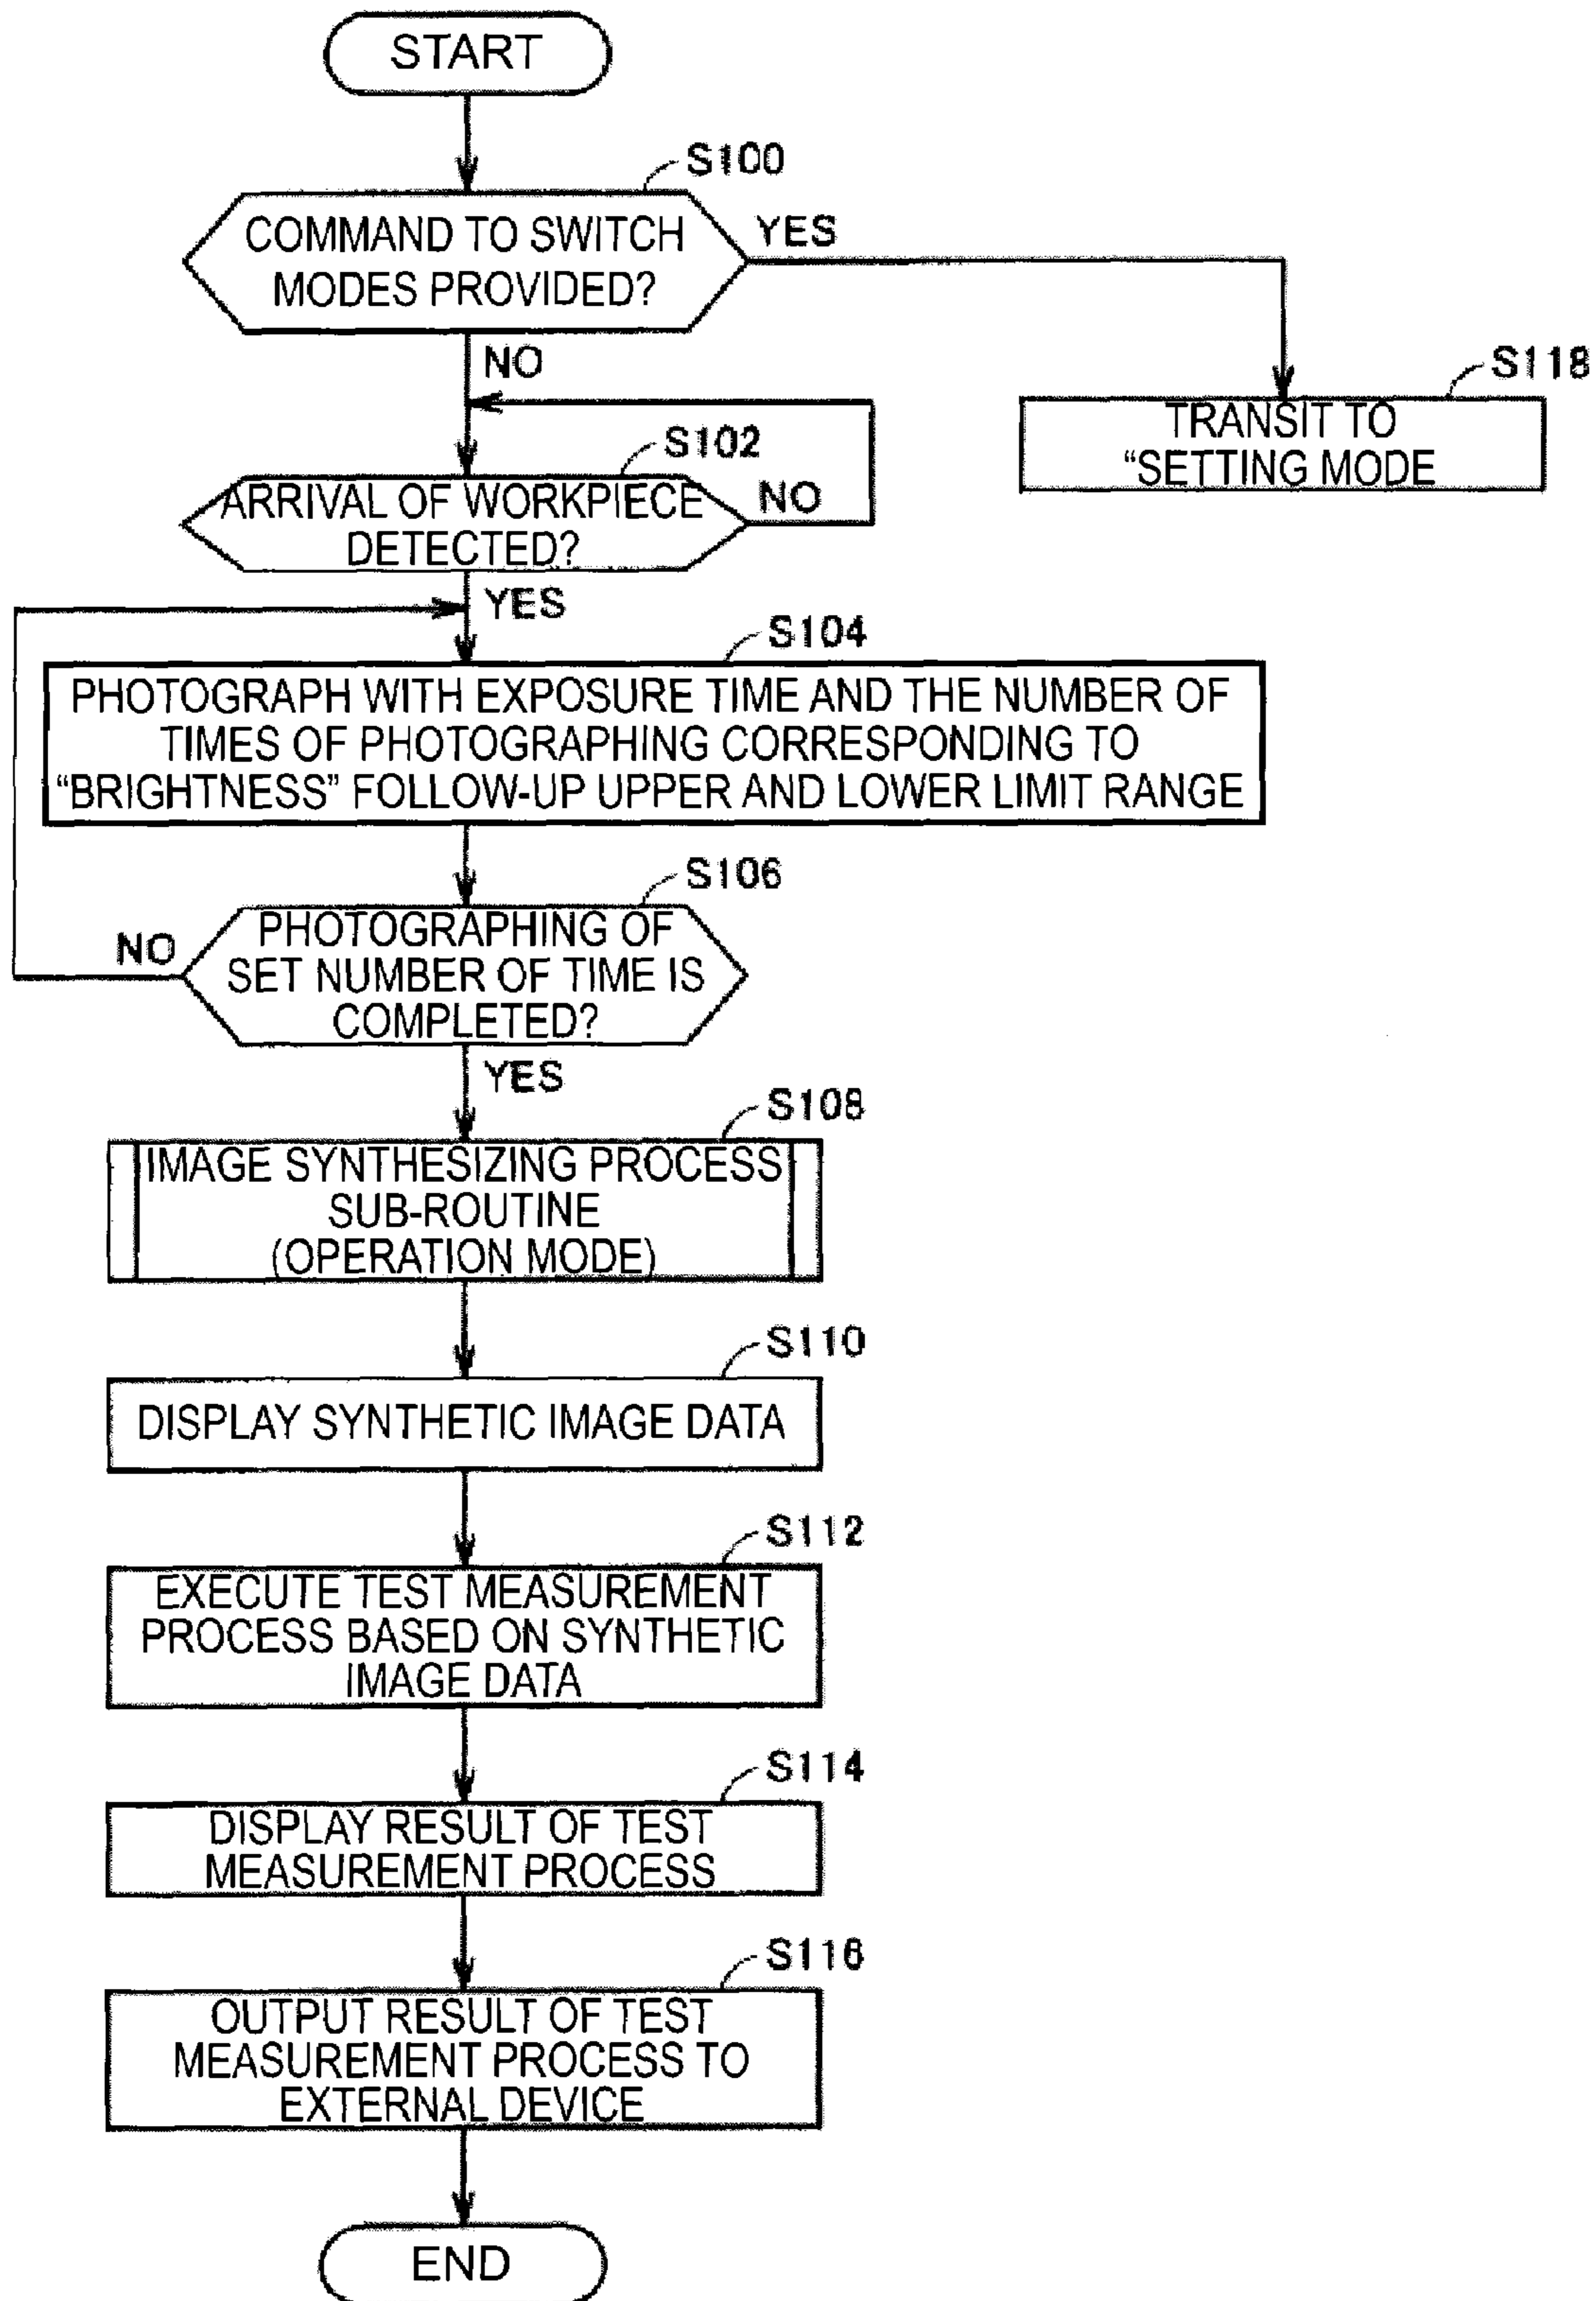 START
S100
COMMAND TO SWITCH
MODES PROVIDED?
YES
NO
S118
TRANSIT TO
“SETTING MODE
S102
ARRIVAL OF WORKPIECE
DETECTED?
NO
YES
S104
PHOTOGRAPH WITH EXPOSURE TIME AND THE NUMBER OF
TIMES OF PHOTOGRAPHING CORRESPONDING TO
“BRIGHTNESS” FOLLOW-UP UPPER AND LOWER LIMIT RANGE
S106
PHOTOGRAPHING OF
SET NUMBER OF TIME IS
COMPLETED?
NO
YES
S108
IMAGE SYNTHESIZING PROCESS
SUB-ROUTINE
(OPERATION MODE)
S110
DISPLAY SYNTHETIC IMAGE DATA
S112
EXECUTE TEST MEASUREMENT
PROCESS BASED ON SYNTHETIC
IMAGE DATA
S114
DISPLAY RESULT OF TEST
MEASUREMENT PROCESS
S116
OUTPUT RESULT OF TEST
MEASUREMENT PROCESS TO
EXTERNAL DEVICE
END